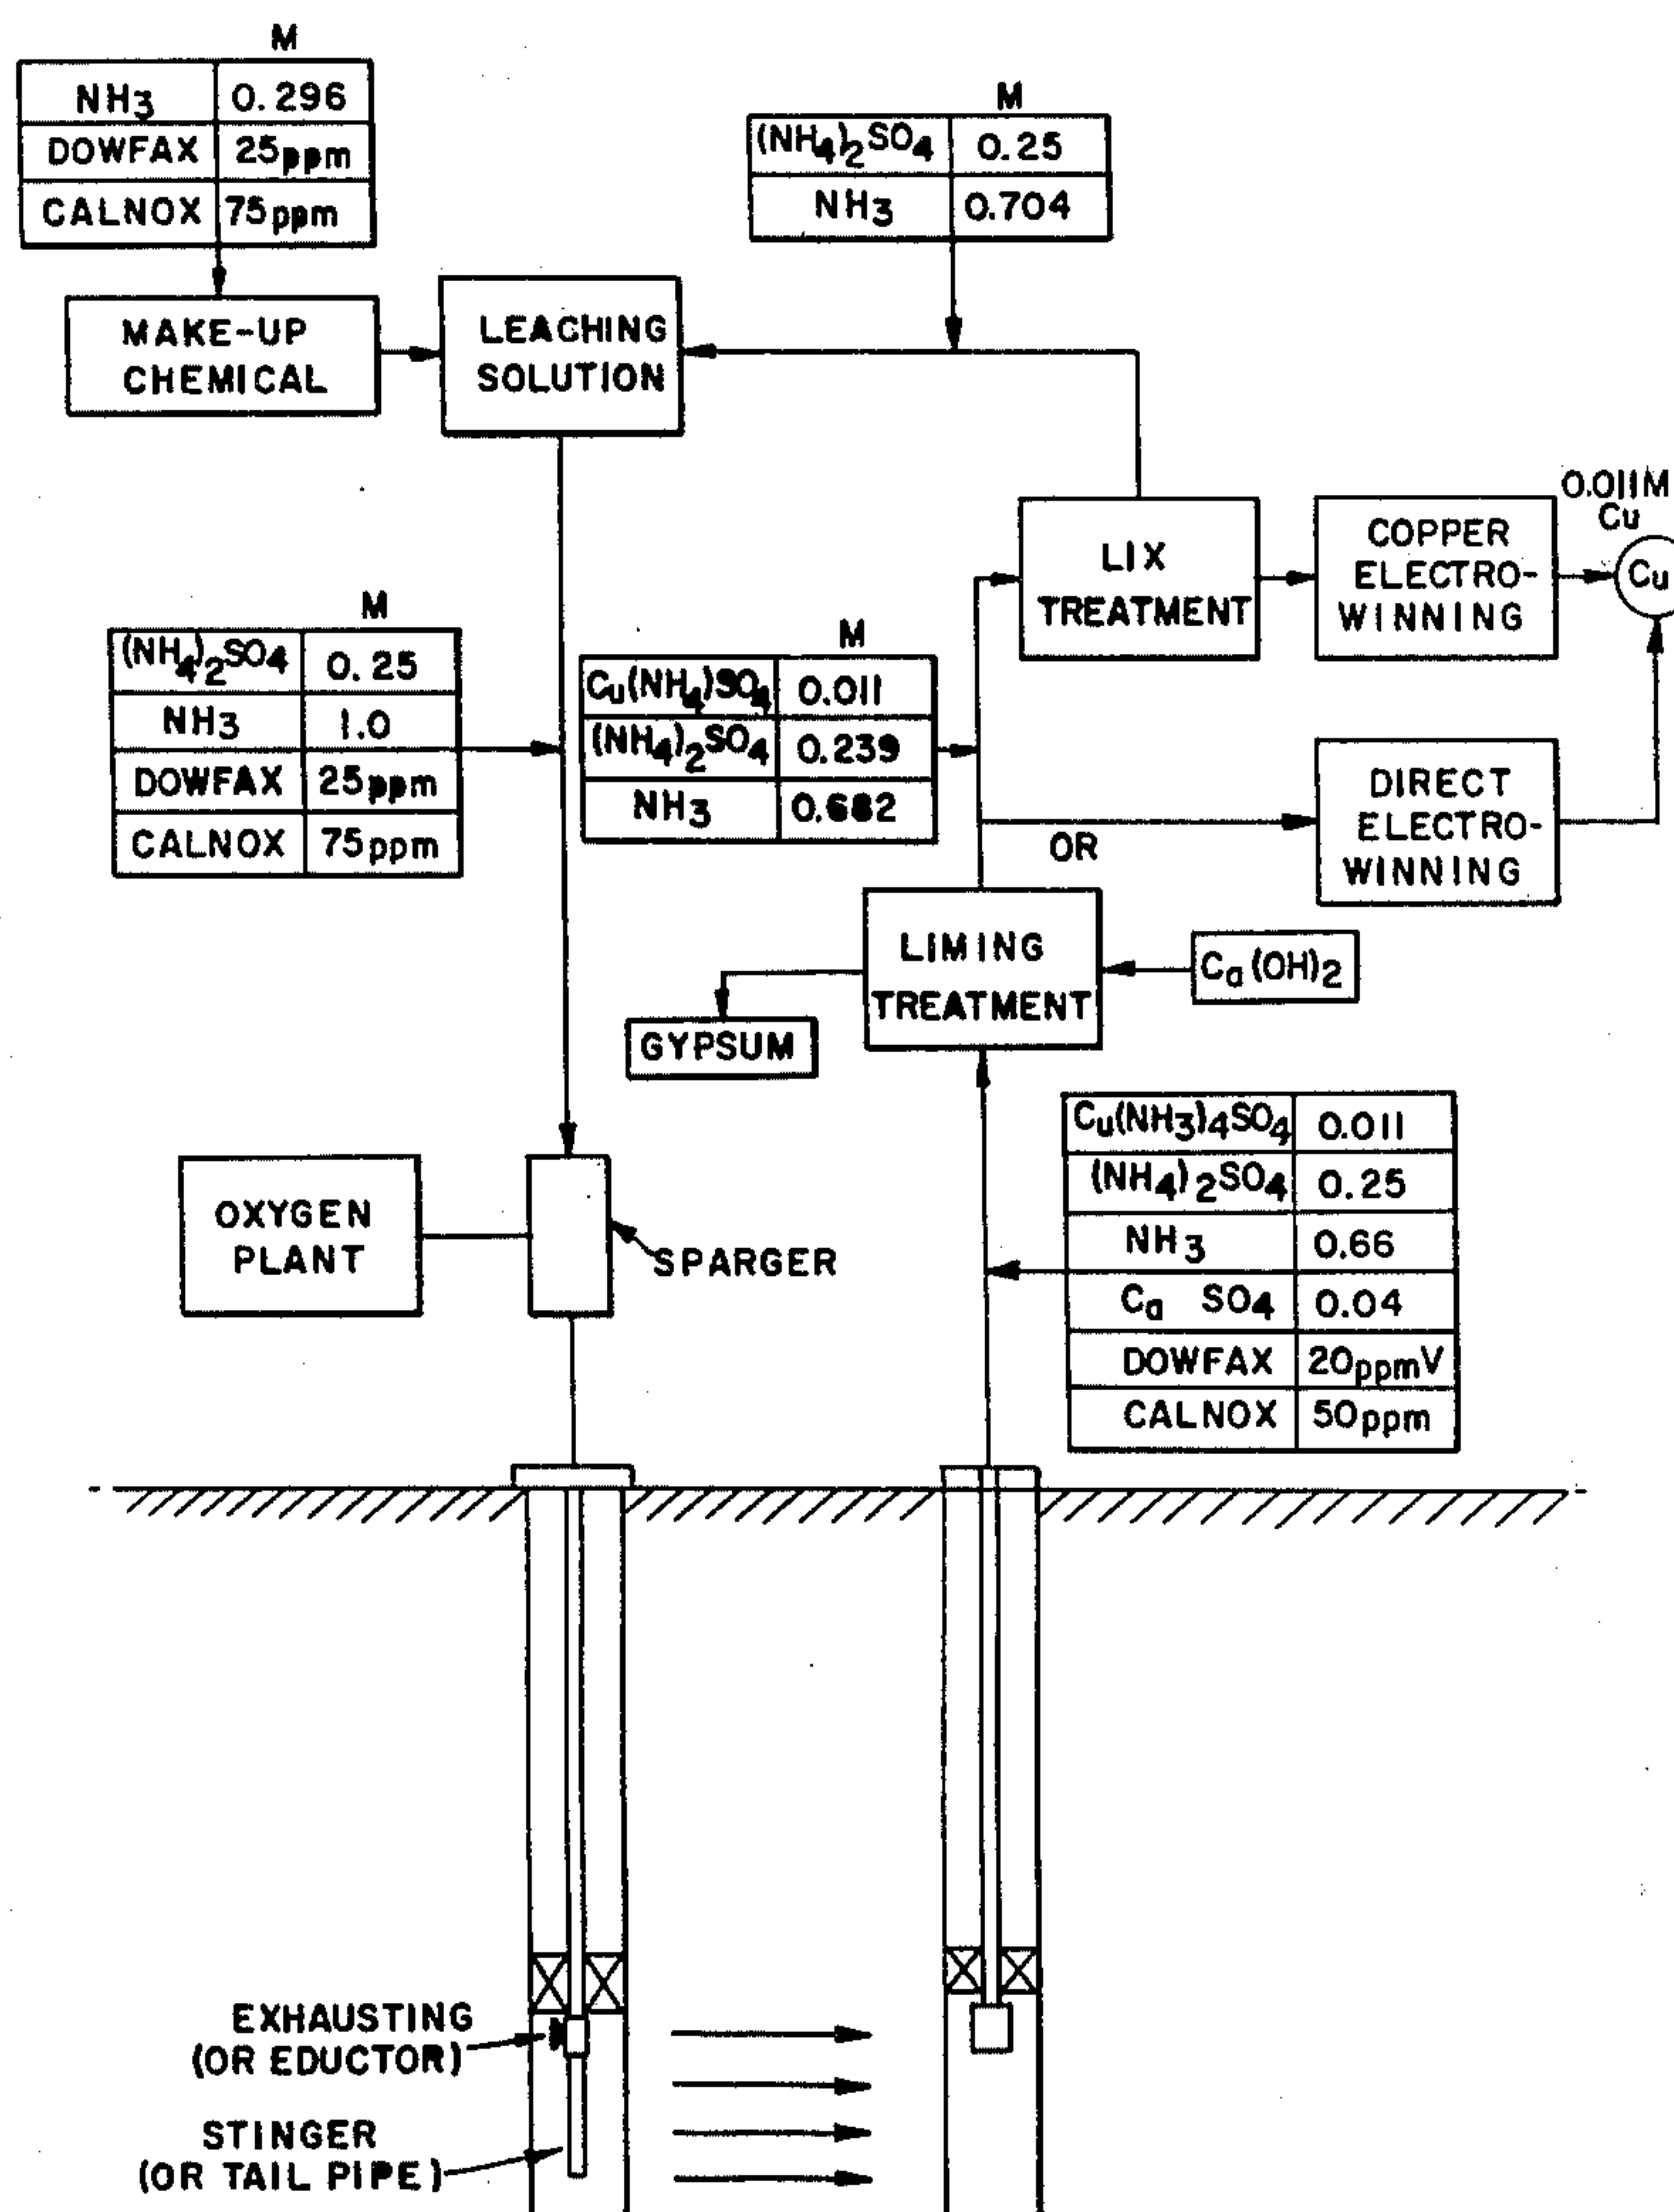 M
NH3 0.296
DOWFAX 25ppm
CALNOX 75ppm
M
(NH4)2SO4 0.25
NH3 0.704
MAKE-UP
CHEMICAL
LEACHING
SOLUTION
LIX
TREATMENT
COPPER
ELECTRO-
WINNING
0.011M
Cu
Cu
M
(NH4)2SO4 0.25
NH3 1.0
DOWFAX 25ppm
CALNOX 75ppm
M
Cu(NH4)SO4 0.011
(NH4)2SO4 0.239
NH3 0.682
DIRECT
ELECTRO-
WINNING
OR
LIMING
TREATMENT
Ca(OH)2
GYPSUM
Cu(NH3)4SO4 0.011
(NH4)2SO4 0.25
NH3 0.66
Ca SO4 0.04
DOWFAX 20ppmV
CALNOX 50ppm
OXYGEN
PLANT
SPARGER
EXHAUSTING
(OR EDUCTOR)
STINGER
(OR TAIL PIPE)